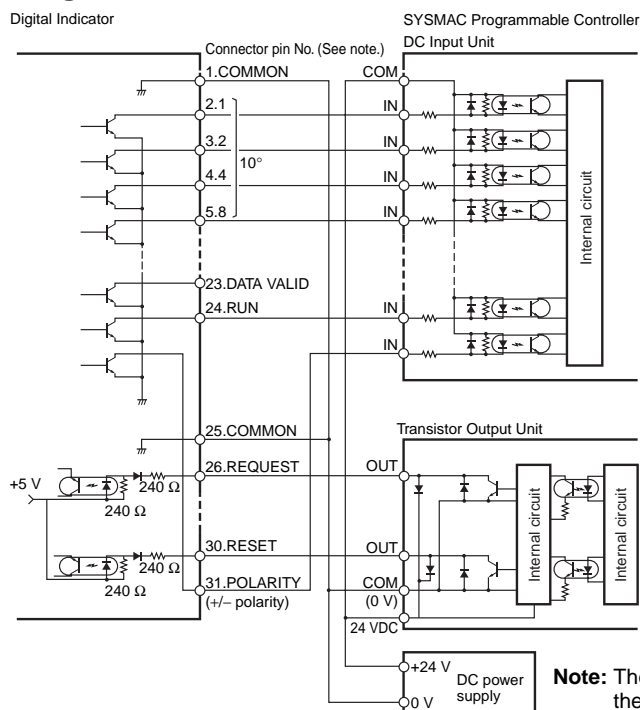 Digital Indicator
SYSMAC Programmable Controller
DC Input Unit
Connector pin No. (See note.)
1.COMMON
COM
2.1
IN
3.2
IN
10°
4.4
IN
5.8
IN
Internal circuit
23.DATA VALID
24.RUN
IN
IN
25.COMMON
Transistor Output Unit
26.REQUEST
OUT
+5 V
240 Ω
240 Ω
Internal circuit
Internal circuit
30.RESET
OUT
240 Ω
240 Ω
31.POLARITY
(+/– polarity)
COM
(0 V)
24 VDC
+24 V
DC power
supply
0 V
Note: The
the